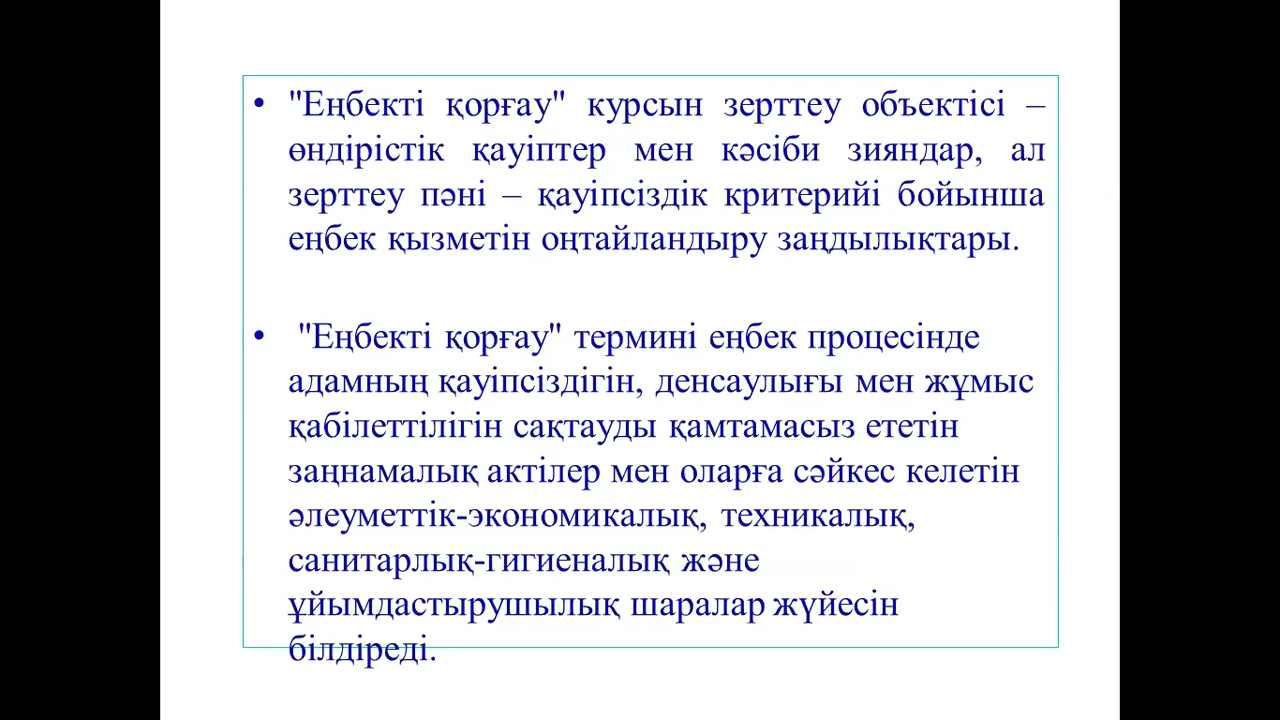 • "Еңбекті қорғау" курсын зерттеу объектісі –
өндірістік қауіптер мен кәсіби зияндар, ал
зерттеу пәні – қауіпсіздік критерийі бойынша
еңбек қызметін оңтайландыру заңдылықтары.
• "Еңбекті қорғау" термині еңбек процесінде
адамның қауіпсіздігін, денсаулығы мен жұмыс
қабілеттілігін сақтауды қамтамасыз ететін
заңнамалық актілер мен оларға сәйкес келетін
әлеуметтік-экономикалық, техникалық,
санитарлық-гигиеналық және
ұйымдастырушылық шаралар жүйесін
білдіреді.